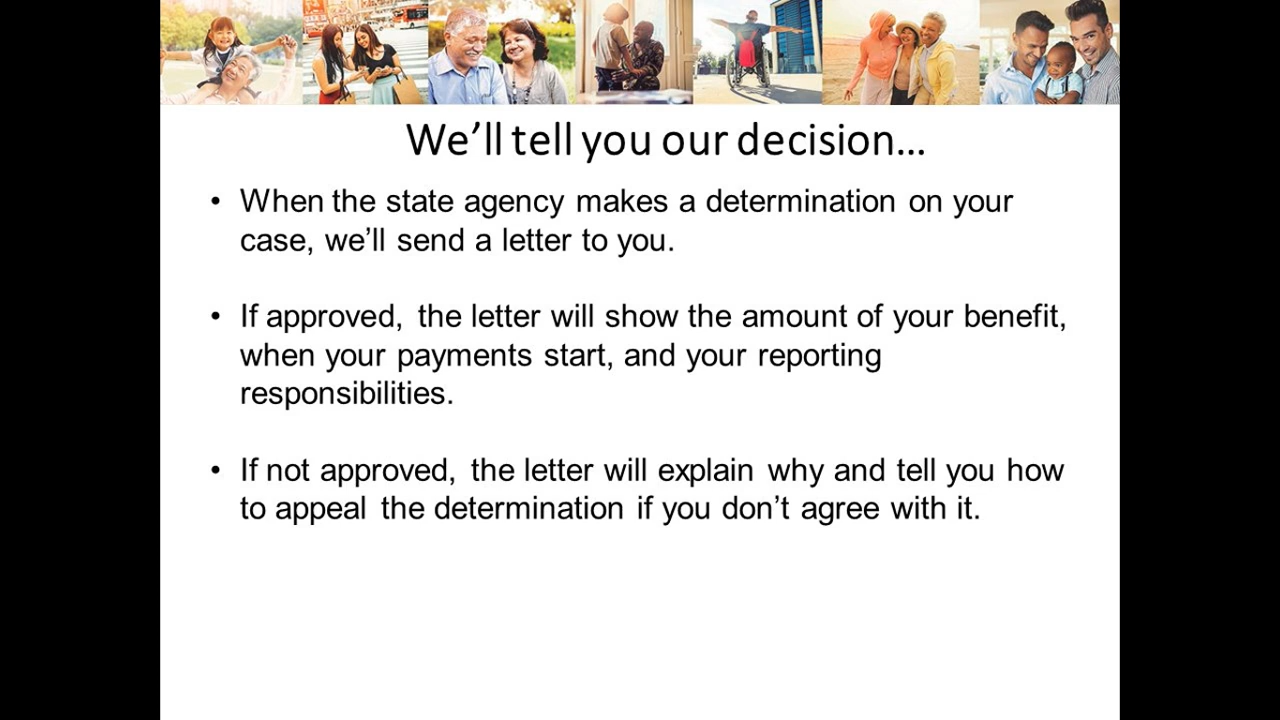 We’ll tell you our decision…
• When the state agency makes a determination on your
case, we’ll send a letter to you.
• If approved, the letter will show the amount of your benefit,
when your payments start, and your reporting
responsibilities.
• If not approved, the letter will explain why and tell you how
to appeal the determination if you don’t agree with it.